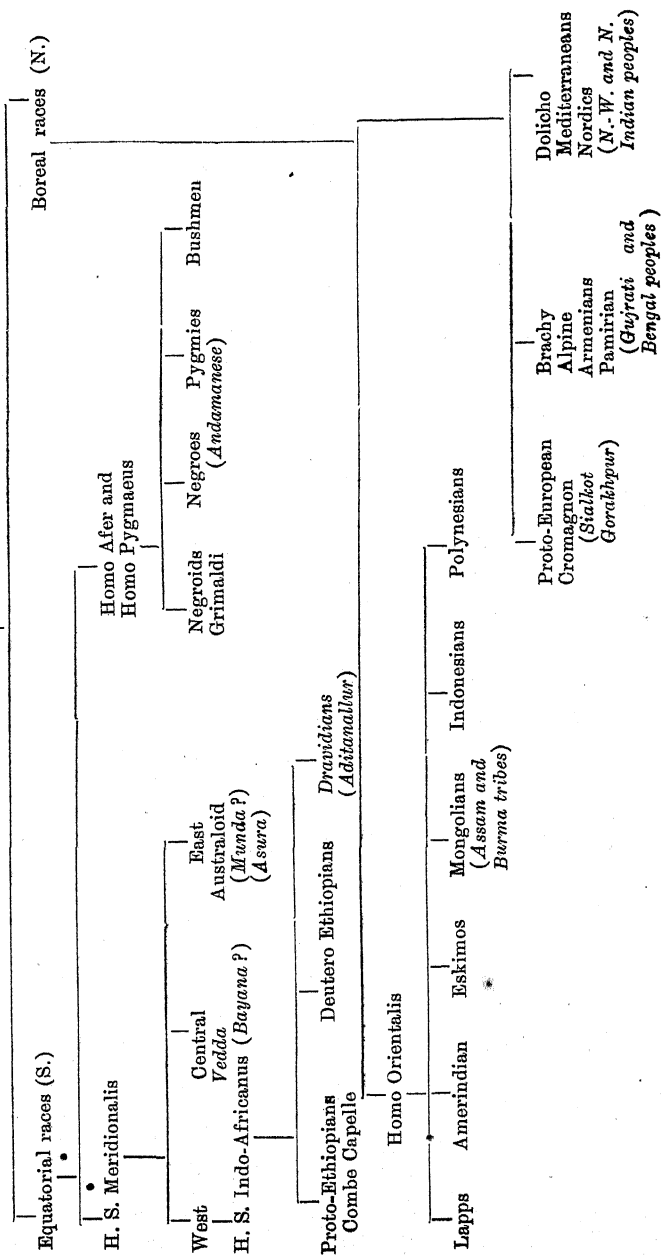 Equatorial races (S.)
Boreal races (N.)
H. S. Meridionalis
Homo Afer and
Homo Pygmaeus
West
Central
Vedda
East
Australoid
(Munda ?)
(Asura)
Negroids
Grimaldi
Negroes
Pygmies
(Andamanese)
Bushmeu
H. S. Indo-Africanus (Bayana ?)
Proto-Ethiopians
Combe Capelle
Deutero Ethiopians
Dravidians
(Aditanallur)
Homo Orientalis
Lapps
Amerindian
Eskimos
Mongolians
(Assam and
Burma tribes)
Indonesians
Polynesians
Proto-European
Cromagnon
(Sialkot
Gorakhpur)
Brachy
Alpine
Armenians
Pamirian
(Gujrati and
Bengal peoples)
Dolicho
Mediterraneans
Nordics
(N.-W. and N.
Indian peoples)